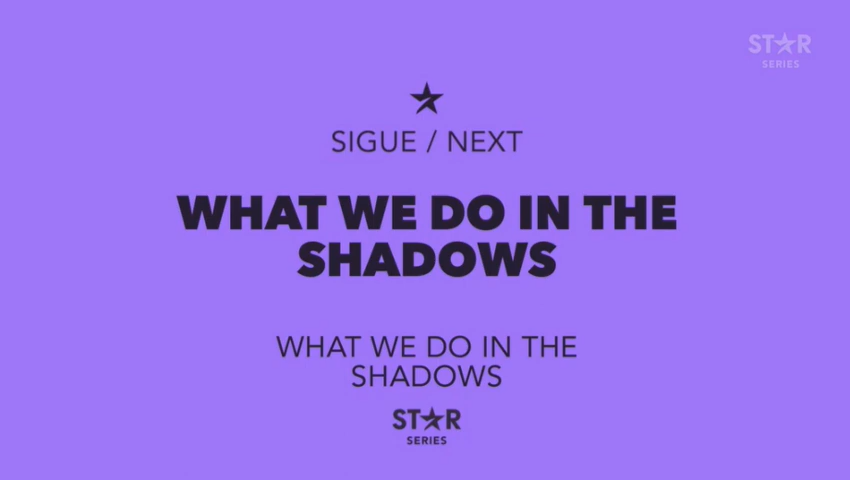 STAR
SERIES
SIGUE / NEXT
WHAT WE DO IN THE
SHADOWS
WHAT WE DO IN THE
SHADOWS
STAR
SERIES